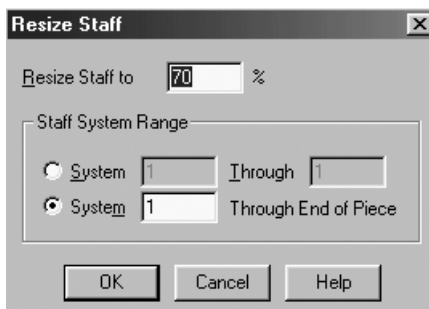 Resize Staff
Resize Staff to 70 %
Staff System Range
System 1 Through 1
System 1 Through End of Piece
OK Cancel Help